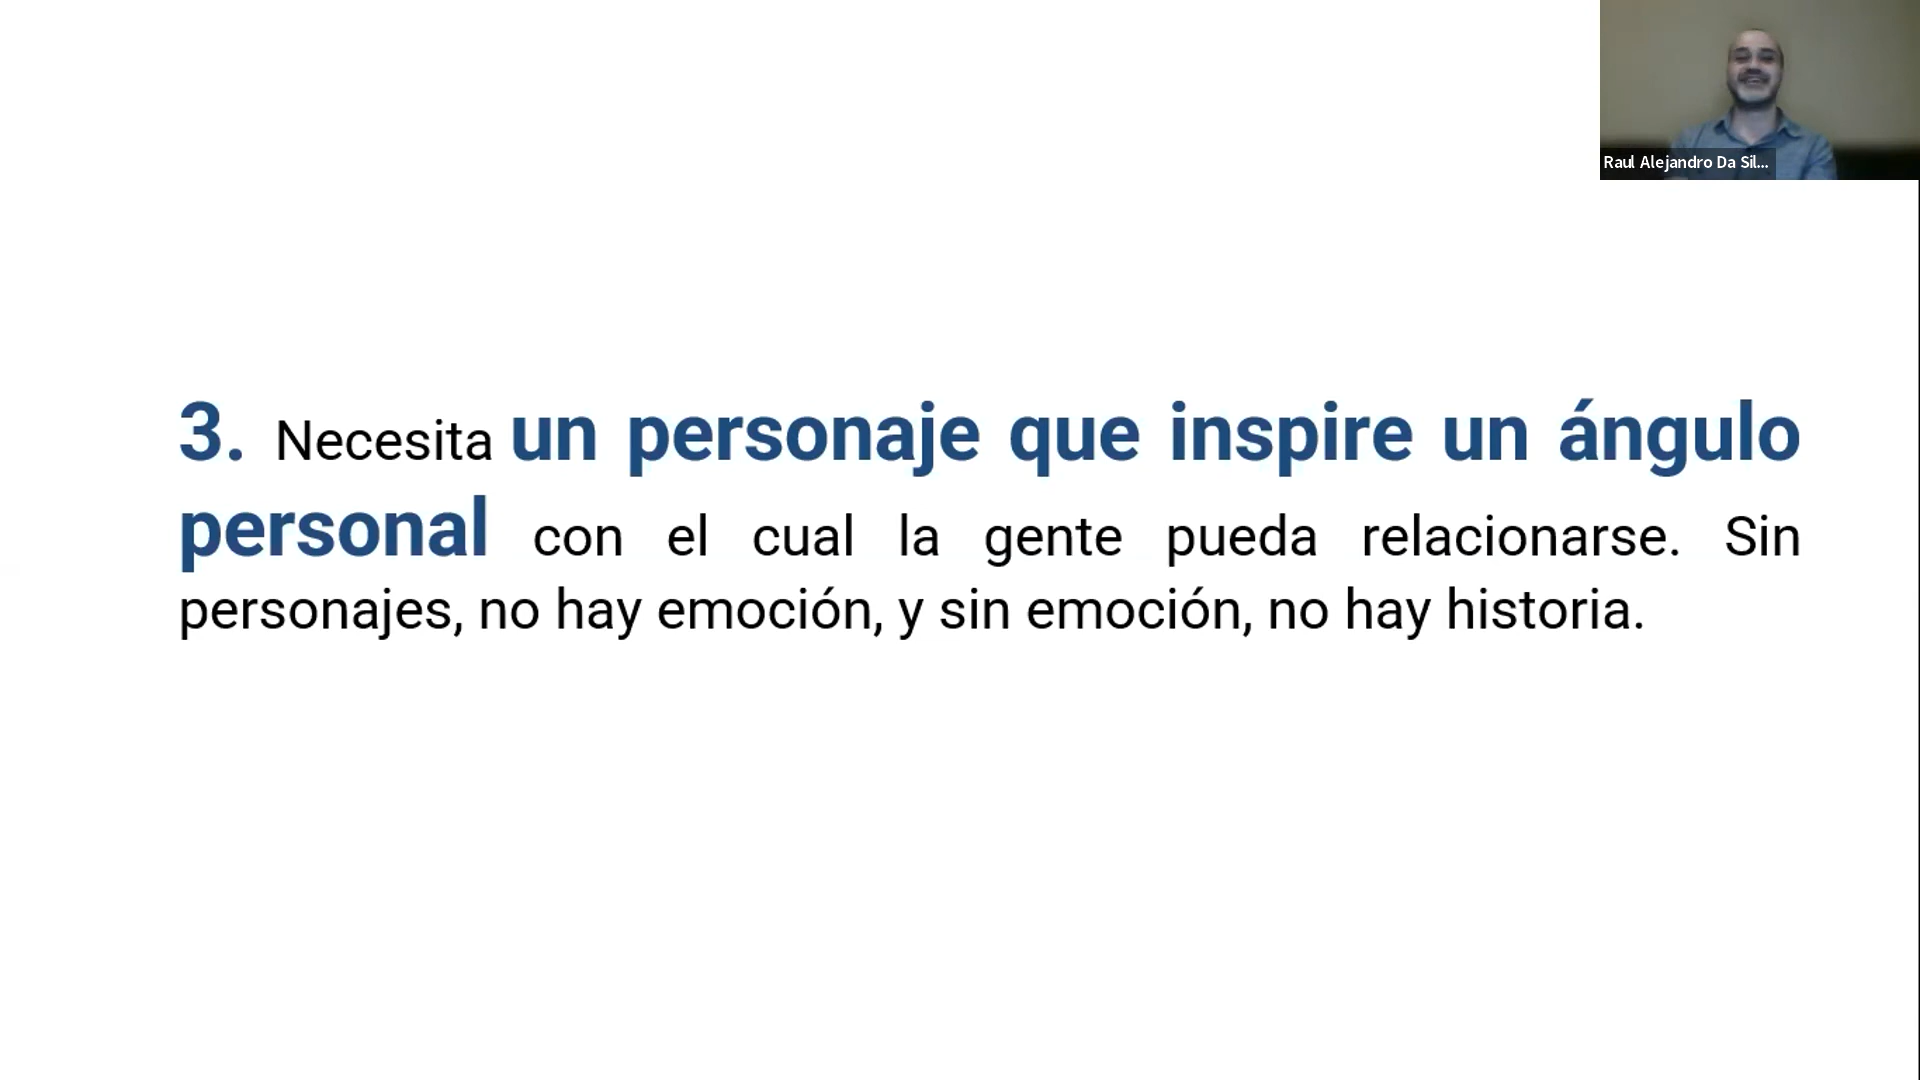 Raul Alejandro Da Sil...
3. Necesita un personaje que inspire un ángulo
personal con el cual la gente pueda relacionarse. Sin
personajes, no hay emoción, y sin emoción, no hay historia.